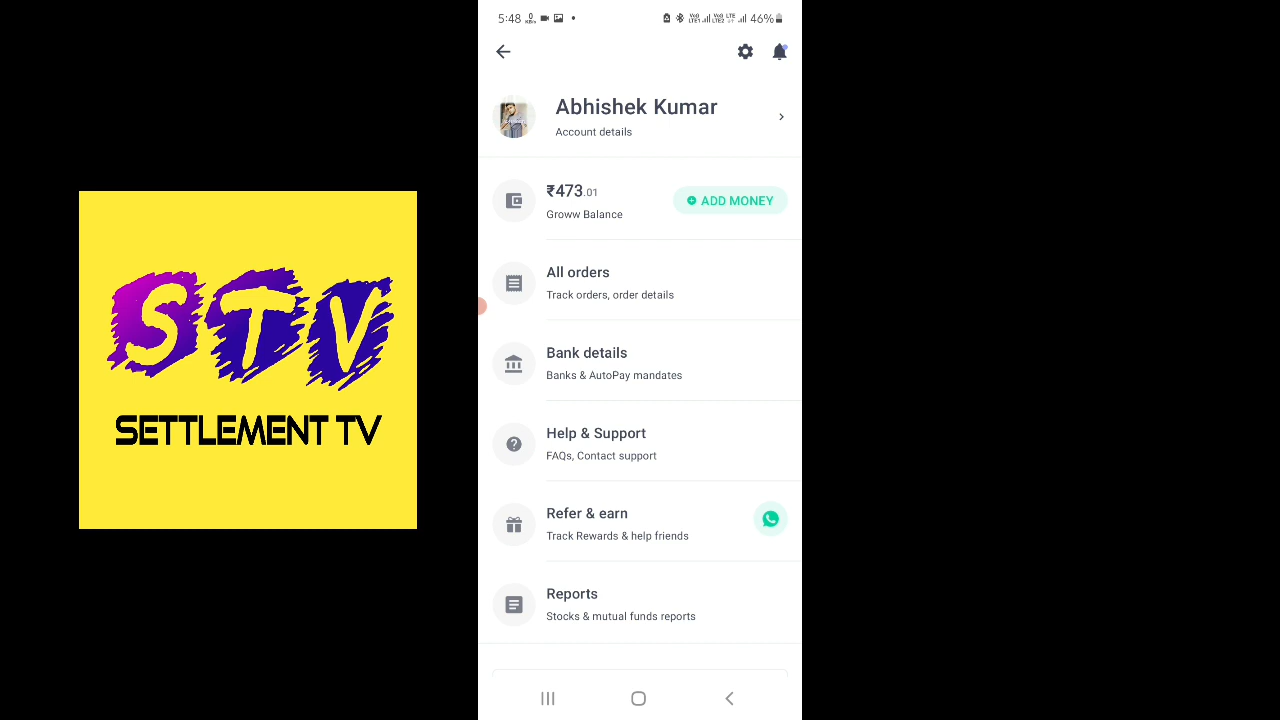 STV
SETTLEMENT TV
5:48
46%
Abhishek Kumar
Account details
₹473.01
Groww Balance
ADD MONEY
All orders
Track orders, order details
Bank details
Banks & AutoPay mandates
Help & Support
FAQs, Contact support
Refer & earn
Track Rewards & help friends
Reports
Stocks & mutual funds reports